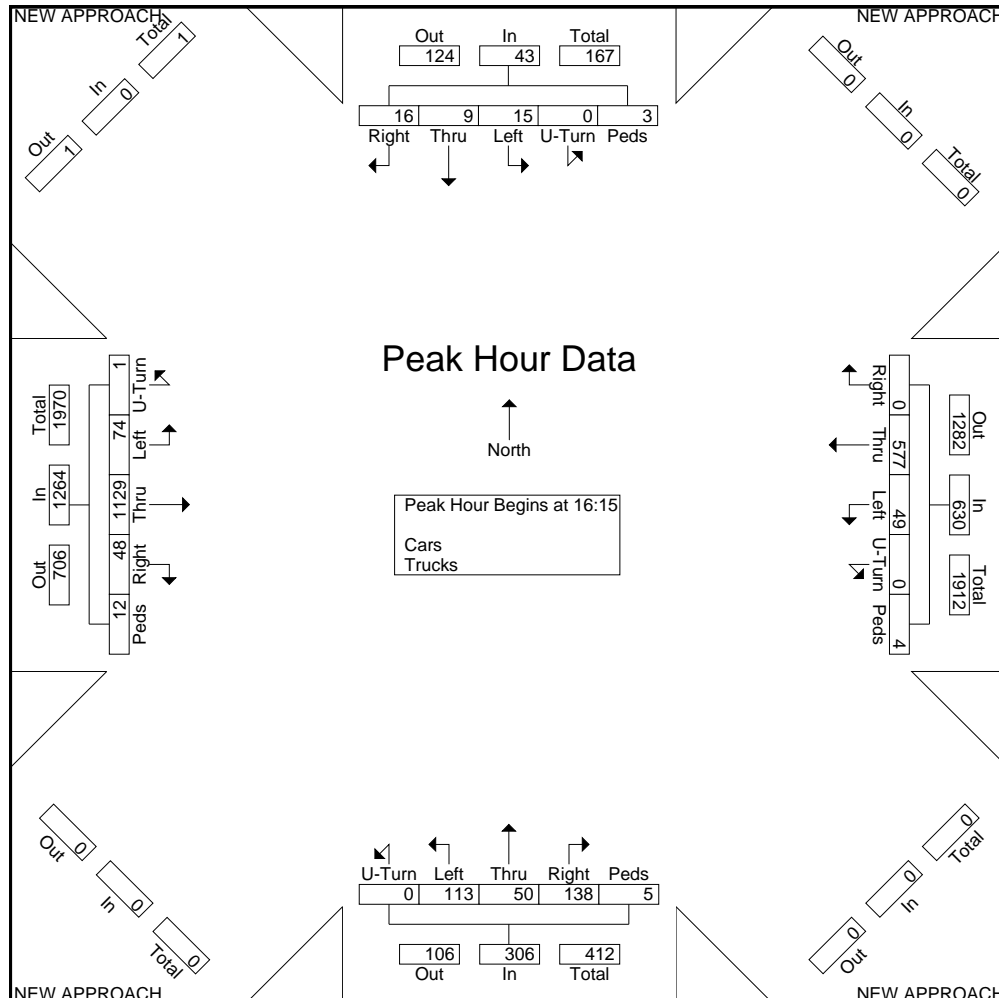 NEW APPROACH
Total
1
In
0
Out
1
Out In Total
124 43 167
16 9 15 0 3
Right Thru Left U-Turn Peds
NEW APPROACH
Out
0
In
0
Total
0
Peak Hour Data
North
Peak Hour Begins at 16:15
Cars
Trucks
Total
1970
In
1264
Out
706
1
U-Turn
74
Left
1129
Thru
48
Right
12
Peds
Right
0
Thru
577
Left
49
U-Turn
0
Peds
4
Out
1282
In
630
Total
1912
U-Turn Left Thru Right Peds
0 113 50 138 5
106 306 412
Out In Total
Out
0
In
0
Total
0
NEW APPROACH
0
Total
0
In
0
Out
NEW APPROACH